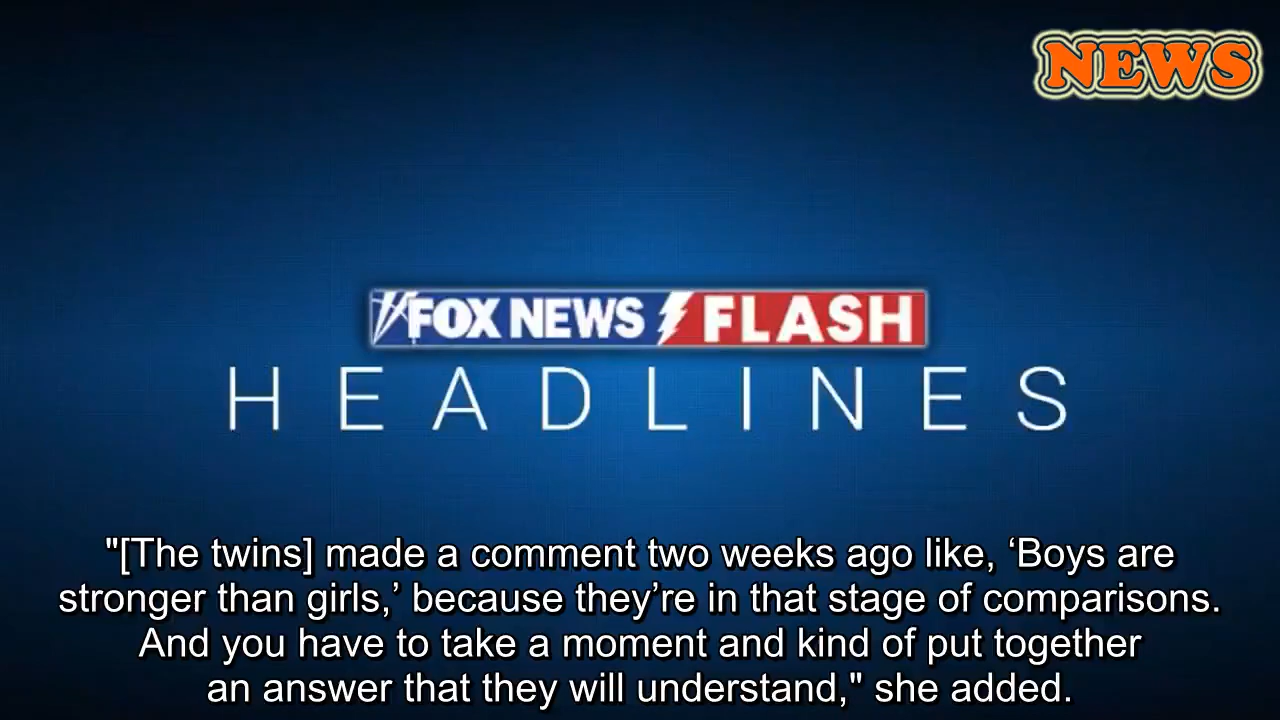 NEWS
FOX NEWS FLASH
HEADLINES
"[The twins] made a comment two weeks ago like, ‘Boys are
stronger than girls,’ because they’re in that stage of comparisons.
And you have to take a moment and kind of put together
an answer that they will understand," she added.